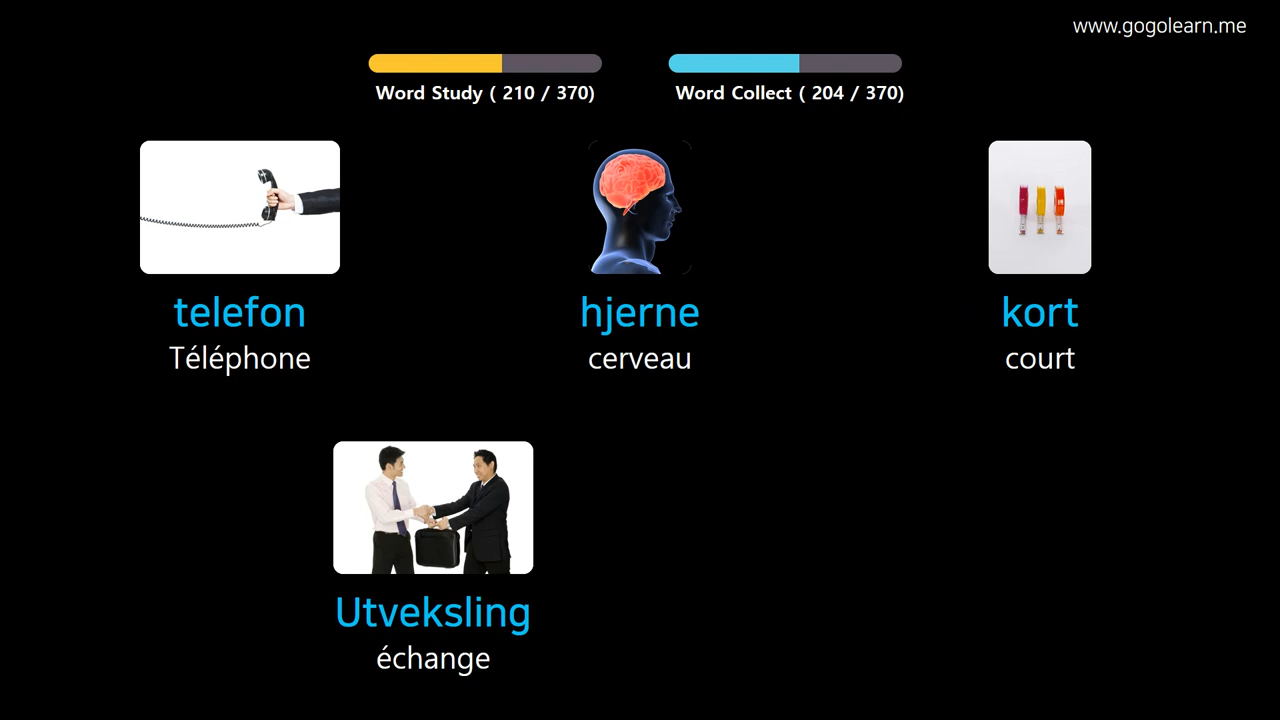 www.gogolearn.me
Word Study ( 210 / 370)
Word Collect ( 204 / 370)
telefon
Téléphone
hjerne
cerveau
kort
court
Utveksling
échange